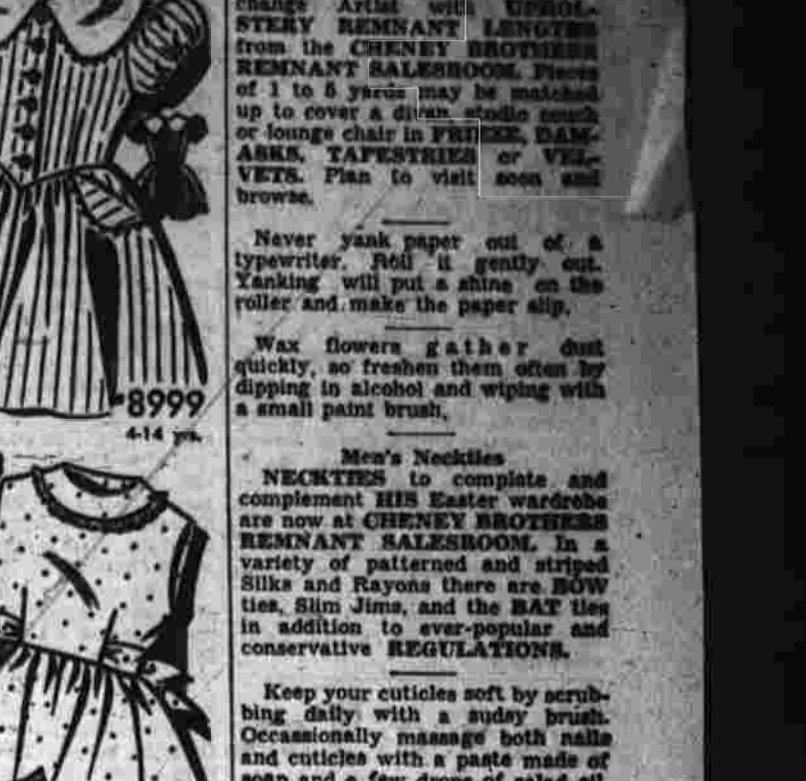 change Artist with UPHOL-
STERY REMNANT LENGTHS
from the CHENEY BROTHERS
REMNANT SALESROOM. Pieces
of 1 to 5 yards may be matched
up to cover a divan, studio couch
or lounge chair in FRIEZE, DAM-
ASKS, TAPESTRIES or VEL-
VETS. Plan to visit soon and
browse.
Never yank paper out of a
typewriter. Roll it gently out.
Yanking will put a shine on the
roller and make the paper slip.
Wax flowers gather dust
quickly, so freshen them often by
dipping in alcohol and wiping with
a small paint brush.
Men's Neckties
NECKTIES to complete and
complement HIS Easter wardrobe
are now at CHENEY BROTHERS
REMNANT SALESROOM. In a
variety of patterned and striped
Silks and Rayons there are BOW
ties, Slim Jims, and the BAT ties
in addition to ever-popular and
conservative REGULATIONS.
Keep your cuticles soft by scrub-
bing daily with a sudsy brush.
Occassionally massage both nails
and cuticles with a paste made of
soap and a few drops of salad oil
8999
4-14 yrs.